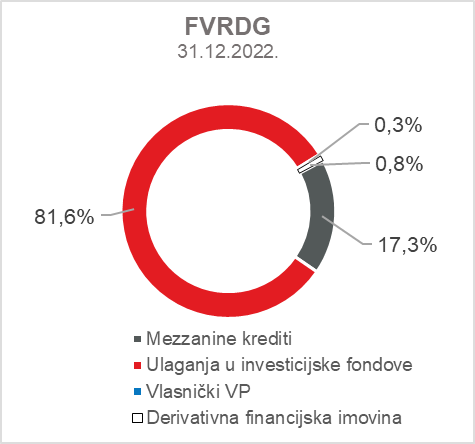 FVRDG
31.12.2022.
0,3%
0,8%
81,6%
17,3%
Mezzanine krediti
Ulaganja u investicijske fondove
Vlasnički VP
Derivativna financijska imovina